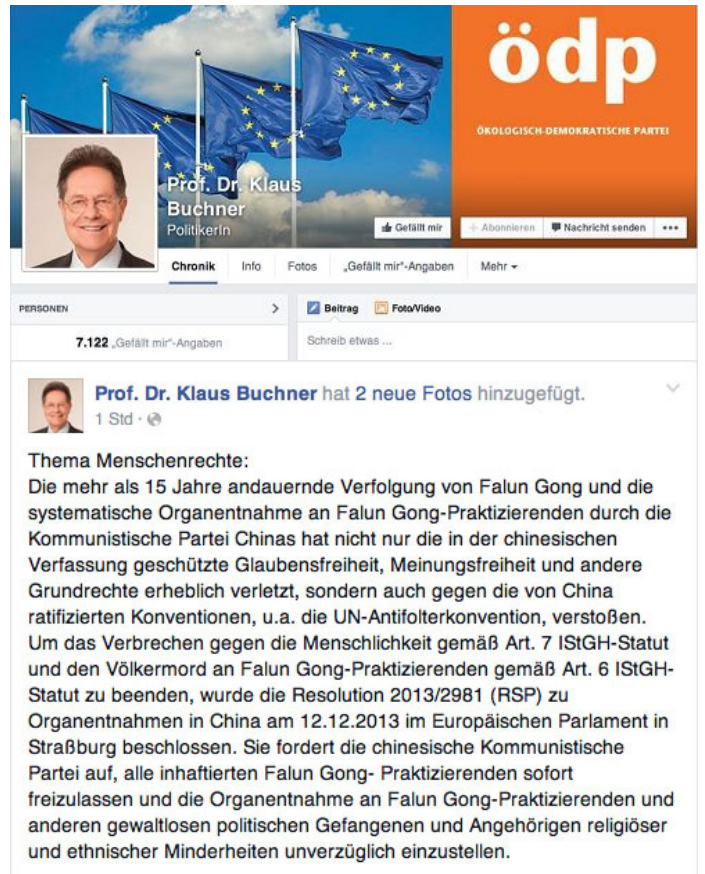 ödp
ÖKOLOGISCH-DEMOKRATISCHE PARTEI
Prof. Dr. Klaus
Buchner
PolitikerIn
Gefällt mir
+ Abonnieren
Nachricht senden
Chronik Info Fotos „Gefällt mir"-Angaben Mehr
PERSONEN
7.122 „Gefällt mir"-Angaben
Beitrag Foto/Video
Schreib etwas ...
Prof. Dr. Klaus Buchner hat 2 neue Fotos hinzugefügt.
1 Std ·
Thema Menschenrechte:
Die mehr als 15 Jahre andauernde Verfolgung von Falun Gong und die
systematische Organentnahme an Falun Gong-Praktizierenden durch die
Kommunistische Partei Chinas hat nicht nur die in der chinesischen
Verfassung geschützte Glaubensfreiheit, Meinungsfreiheit und andere
Grundrechte erheblich verletzt, sondern auch gegen die von China
ratifizierten Konventionen, u.a. die UN-Antifolterkonvention, verstoßen.
Um das Verbrechen gegen die Menschlichkeit gemäß Art. 7 IStGH-Statut
und den Völkermord an Falun Gong-Praktizierenden gemäß Art. 6 IStGH-
Statut zu beenden, wurde die Resolution 2013/2981 (RSP) zu
Organentnahmen in China am 12.12.2013 im Europäischen Parlament in
Straßburg beschlossen. Sie fordert die chinesische Kommunistische
Partei auf, alle inhaftierten Falun Gong- Praktizierenden sofort
freizulassen und die Organentnahme an Falun Gong-Praktizierenden und
anderen gewaltlosen politischen Gefangenen und Angehörigen religiöser
und ethnischer Minderheiten unverzüglich einzustellen.